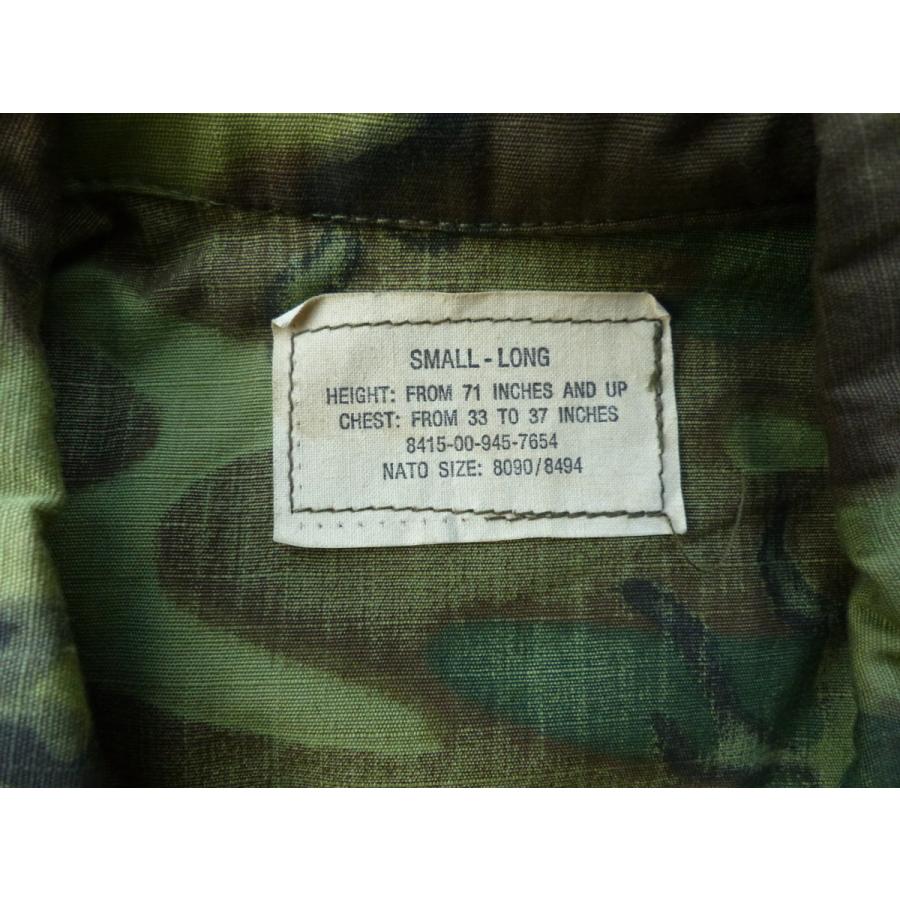 SMALL - LONG
HEIGHT: FROM 71 INCHES AND UP
CHEST: FROM 33 TO 37 INCHES
8415-00-945-7654
NATO SIZE: 8090/8494